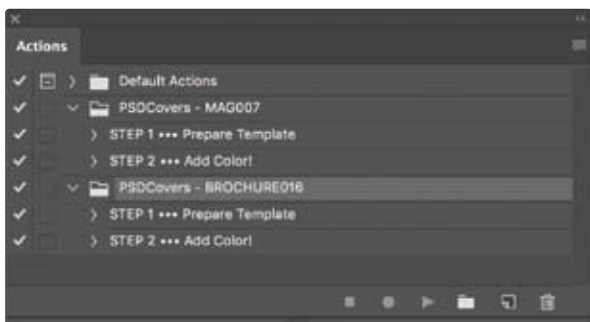 Actions
Default Actions
PSDCovers - MAG007
STEP 1 ••• Prepare Template
STEP 2 ••• Add Color!
PSDCovers - BROCHURE016
STEP 1 ••• Prepare Template
STEP 2 ••• Add Color!